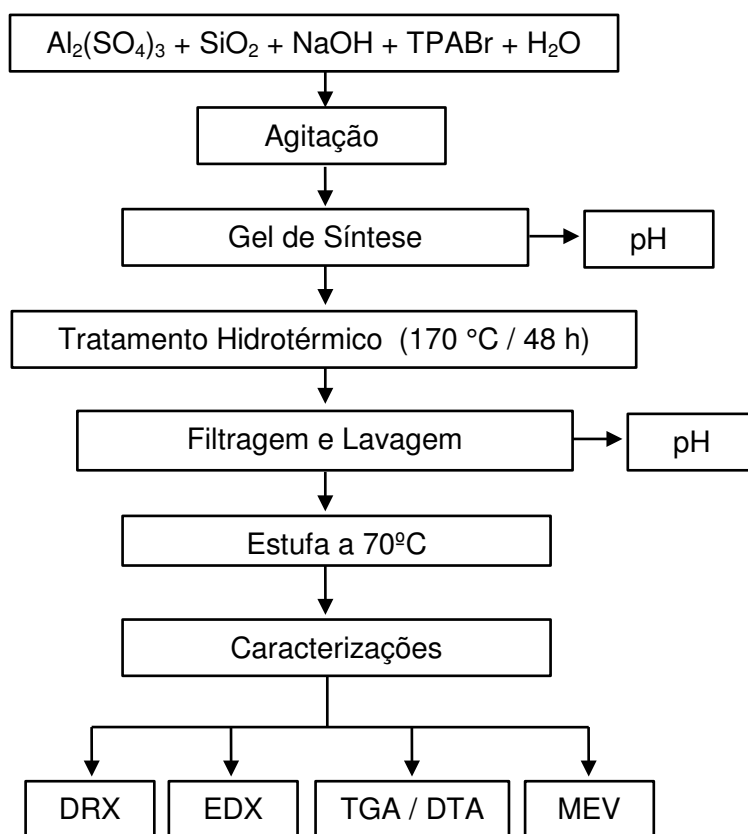 Al₂(SO₄)₃ + SiO₂ + NaOH + TPABr + H₂O
Agitação
Gel de Síntese
pH
Tratamento Hidrotérmico (170 °C / 48 h)
Filtragem e Lavagem
pH
Estufa a 70ºC
Caracterizações
DRX
EDX
TGA / DTA
MEV